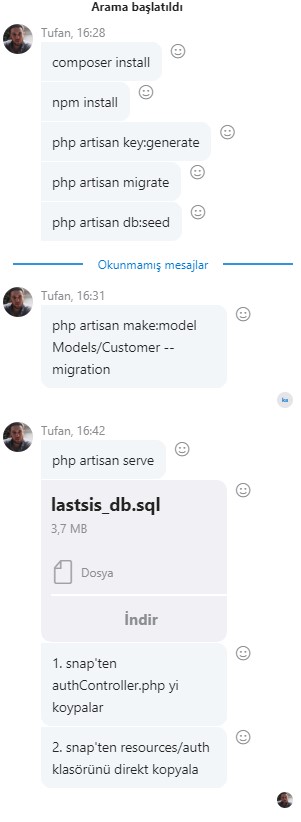 Arama başlatıldı
Tufan, 16:28
composer install
npm install
php artisan key:generate
php artisan migrate
php artisan db:seed
Okunmamış mesajlar
Tufan, 16:31
php artisan make:model
Models/Customer --
migration
Tufan, 16:42
php artisan serve
lastsis_db.sql
3,7 MB
Dosya
İndir
1. snap'ten
authController.php yi
koypalar
2. snap'ten resources/auth
klasörünü direkt kopyala